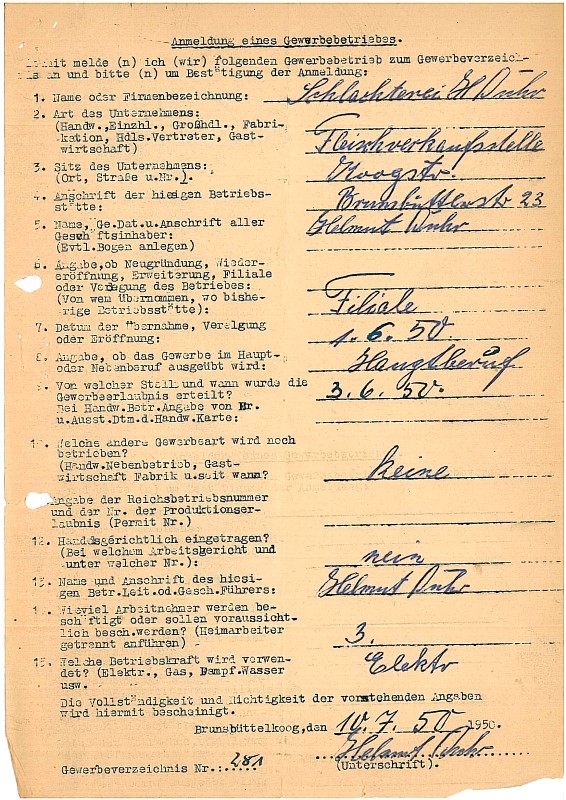 Anmeldung eines Gewerbebetriebes.
melde (n) ich (wir) folgenden Gewerbebetrieb zum Gewerbeverzeich-
an und bitte (n) um Bestätigung der Anmeldung:
1. Name oder Firmenbezeichnung: Schlachterei H Duhr
2. Art des Unternehmens:
(Handw.,Einzhl., Großhdl., Fabri-
kation, Hdls.Vertreter, Gast-
wirtschaft) Fleischverkaufsstelle
3. Sitz des Unternehmens:
(Ort, Straße u.Nr.). Koogstr.
4. Anschrift der hiesigen Betriebs-
stätte: Brunsbüttlerstr 23
5. Name, Ge.Dat.u.Anschrift aller
Geschäftsinhaber: Helmut Duhr
(Evtl.Bogen anlegen)
6. Angabe,ob Neugründung, Wieder-
eröffnung, Erweiterung, Filiale
oder Verlegung des Betriebes:
(Von wem übernommen, wo bishe-
rige Betriebsstätte): Filiale
7. Datum der Übernahme, Verelgung
oder Eröffnung: 1.6.50
8. Angabe, ob das Gewerbe im Haupt-
oder Nebenberuf ausgeübt wird: Hauptberuf
9. Von welcher Stell und wann wurde die
Gewerbeerlaubnis erteilt? 3.6.50.
Bei Handw.Betr.Angabe von Nr.
u.Ausst.Dtm.d.Handw.Karte:
Welche andere Gewerbeart wird noch
betrieben?
(Handw.Nebenbetrieb, Gast-
wirtschaft Fabrik u.seit wann? keine
Angabe der Reichsbetriebsnummer
und der Nr. der Produktionser-
laubnis (Permit Nr.)
12. Handelsgerichtlich eingetragen?
(Bei welchem Arbeitsgericht und
unter welcher Nr.): nein
13. Name und Anschrift des hiesi-
gen Betr.Leit.od.Gesch.Führers: Helmut Duhr
Wieviel Arbeitnehmer werden be-
schäftigt oder sollen voraussicht-
lich besch.werden? (Heimarbeiter
getrennt anführen) 3.
15. Welche Betriebskraft wird verwen-
det? (Elektr., Gas, Dampf.Wasser
usw. Elektr
Die Vollständigkeit und Richtigkeit der vorstehenden Angaben
wird hiermit bescheinigt.
Brunsbüttelkoog,den 10.7.50 1950.
Helmut Duhr
Gewerbeverzeichnis Nr.: 281 (Unterschrift).